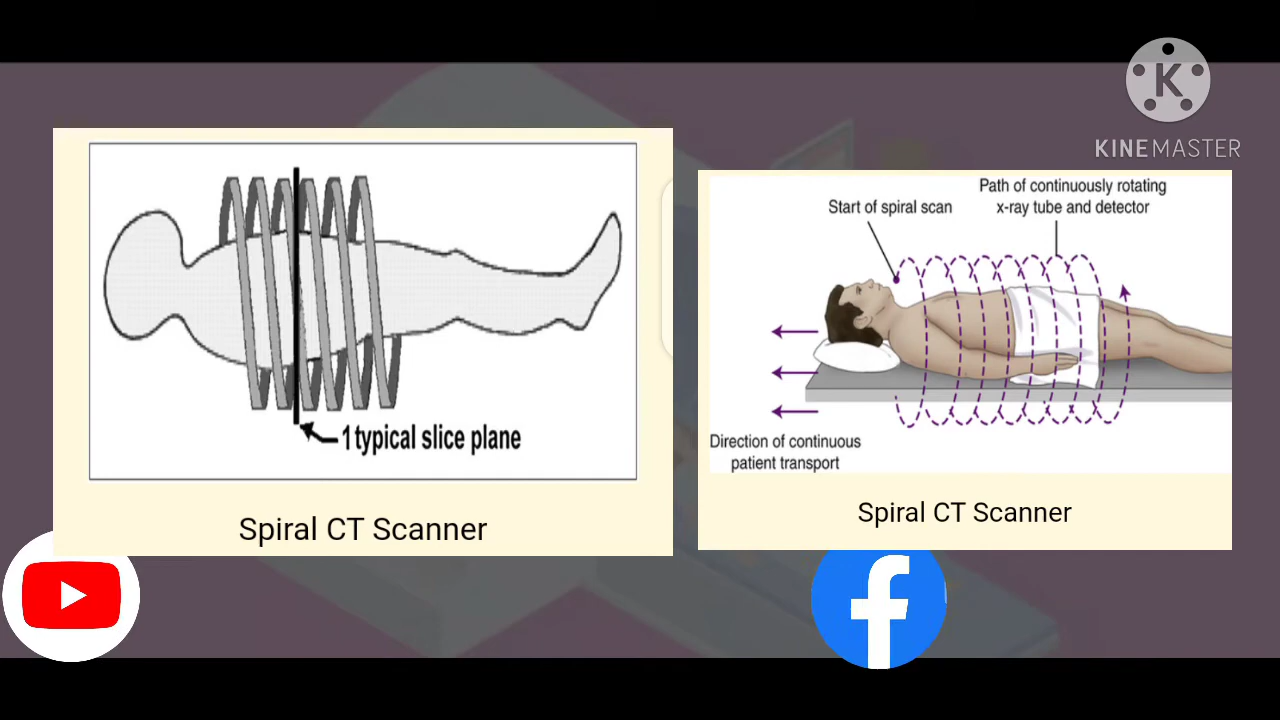 K
KINEMASTER
1 typical slice plane
Spiral CT Scanner
Path of continuously rotating
x-ray tube and detector
Start of spiral scan
Direction of continuous
patient transport
Spiral CT Scanner